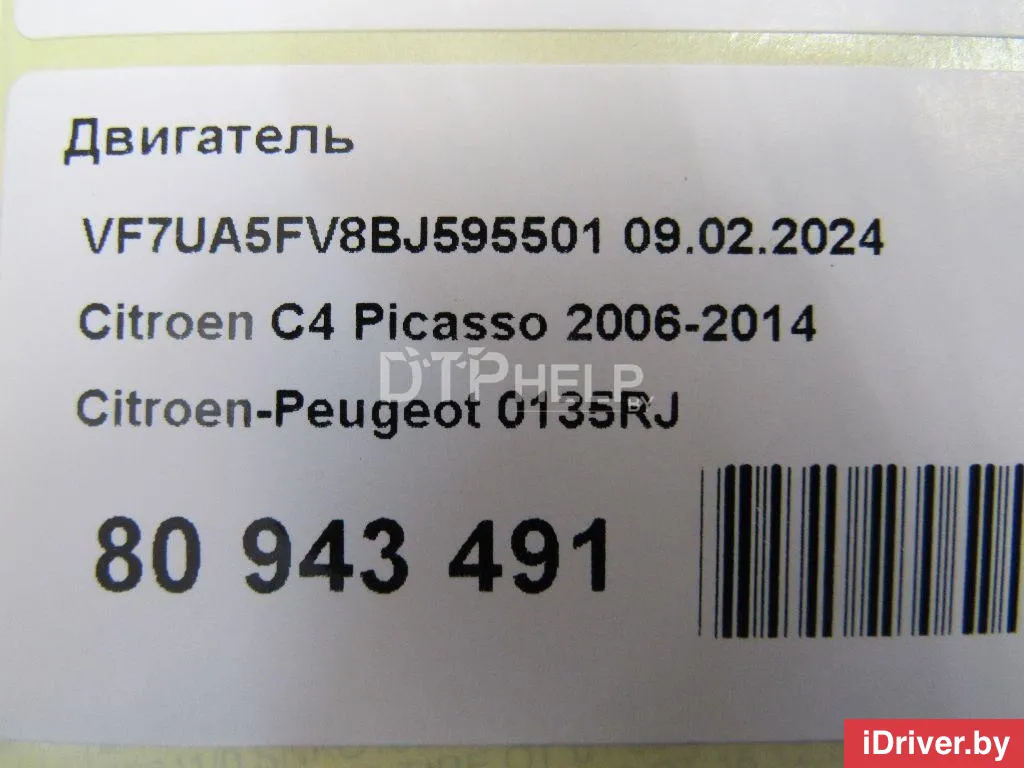 Двигатель
VF7UA5FV8BJ595501 09.02.2024
Citroen C4 Picasso 2006-2014
DTPHELP.BY
Citroen-Peugeot 0135RJ
80 943 491
iDriver.by